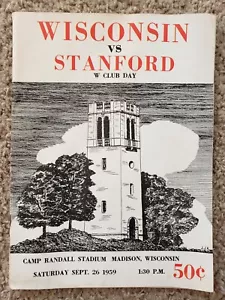 WISCONSIN
VS
STANFORD
W CLUB DAY
CAMP RANDALL STADIUM MADISON, WISCONSIN
SATURDAY SEPT. 26 1959 1:30 P.M. 50¢